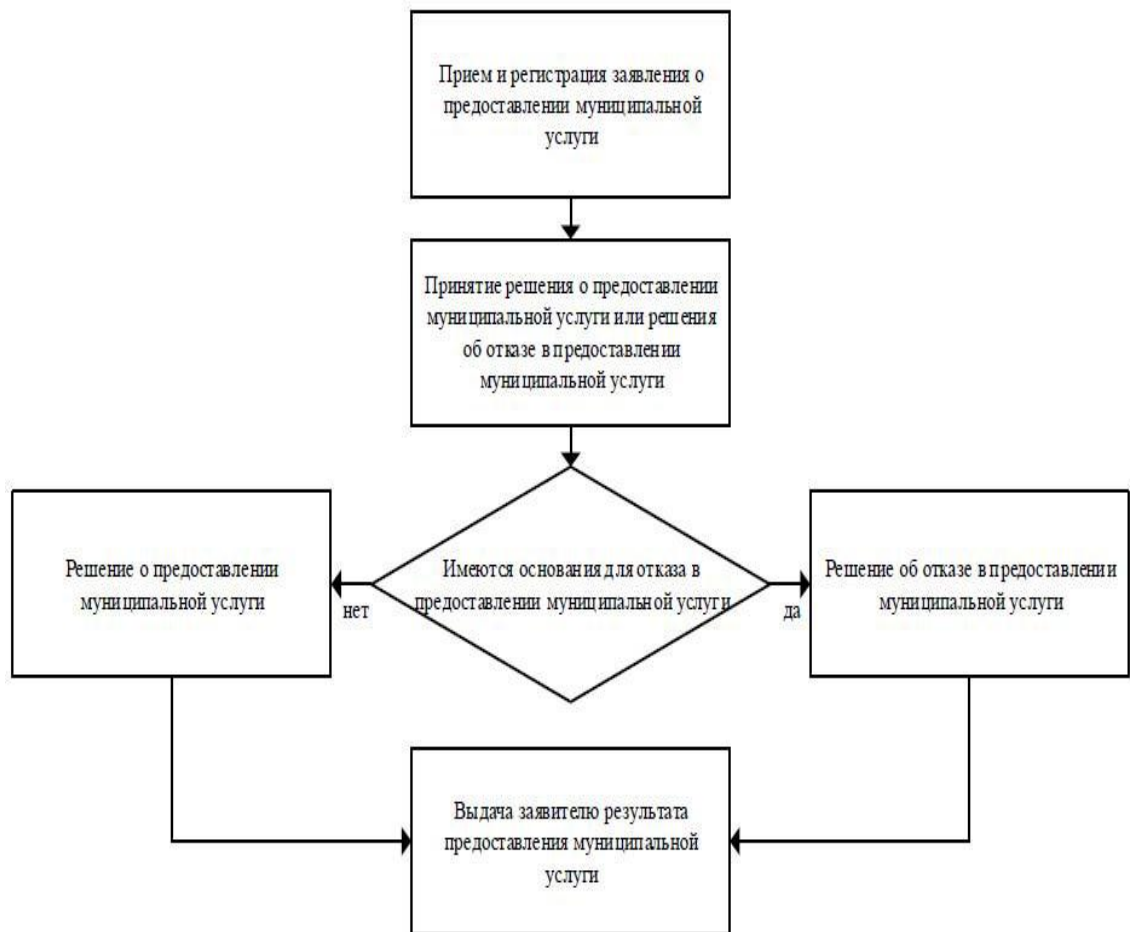 Прием и регистрация заявления о
предоставлении муниципальной
услуги
Принятие решения о предоставлении
муниципальной услуги или решения
об отказе в предоставлении
муниципальной услуги
Решение о предоставлении
муниципальной услуги
нет
Имеются основания для отказа в
предоставлении муниципальной услуги
да
Решение об отказе в предоставлении
муниципальной услуги
Выдача заявителю результата
предоставления муниципальной
услуги